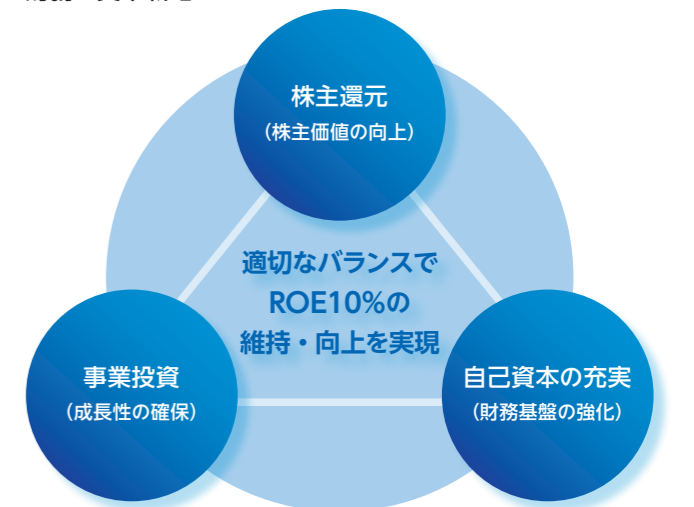 株主還元
（株主価値の向上）
適切なバランスで
ROE10%の
維持・向上を実現
事業投資
（成長性の確保）
自己資本の充実
（財務基盤の強化）